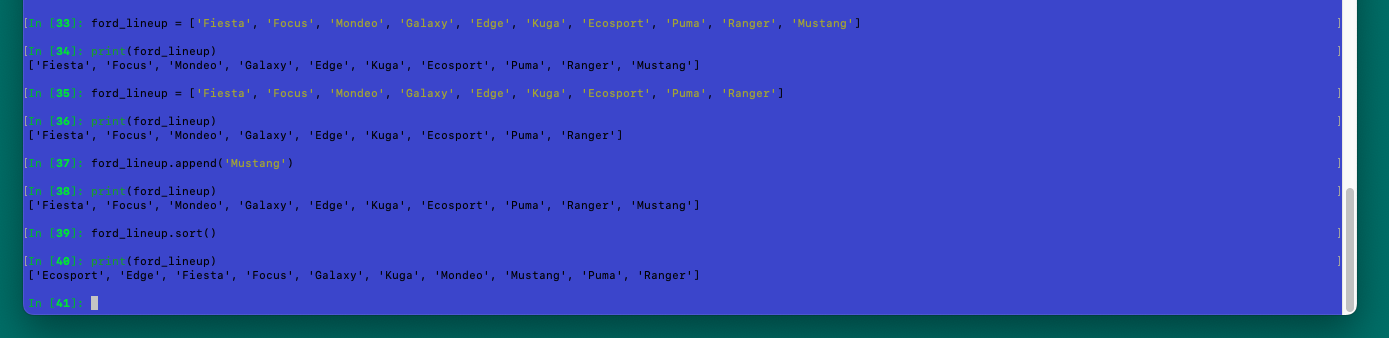 [In [33]: ford_lineup = ['Fiesta', 'Focus', 'Mondeo', 'Galaxy', 'Edge', 'Kuga', 'Ecosport', 'Puma', 'Ranger', 'Mustang'] ]
[In [34]: print(ford_lineup) ]
['Fiesta', 'Focus', 'Mondeo', 'Galaxy', 'Edge', 'Kuga', 'Ecosport', 'Puma', 'Ranger', 'Mustang']
[In [35]: ford_lineup = ['Fiesta', 'Focus', 'Mondeo', 'Galaxy', 'Edge', 'Kuga', 'Ecosport', 'Puma', 'Ranger'] ]
[In [36]: print(ford_lineup) ]
['Fiesta', 'Focus', 'Mondeo', 'Galaxy', 'Edge', 'Kuga', 'Ecosport', 'Puma', 'Ranger']
[In [37]: ford_lineup.append('Mustang') ]
[In [38]: print(ford_lineup) ]
['Fiesta', 'Focus', 'Mondeo', 'Galaxy', 'Edge', 'Kuga', 'Ecosport', 'Puma', 'Ranger', 'Mustang']
[In [39]: ford_lineup.sort() ]
[In [40]: print(ford_lineup) ]
['Ecosport', 'Edge', 'Fiesta', 'Focus', 'Galaxy', 'Kuga', 'Mondeo', 'Mustang', 'Puma', 'Ranger']
In [41]: